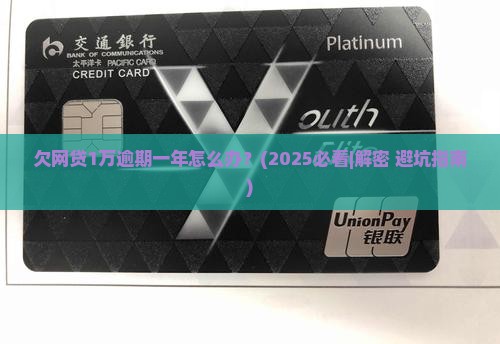 交通銀行
BANK OF COMMUNICATIONS
太平洋卡 PACIFIC CARD
CREDIT CARD
Platinum
outh
Elite
欠网贷1万逾期一年怎么办？(2025必看|解密 避坑指南
)
UnionPay
银联